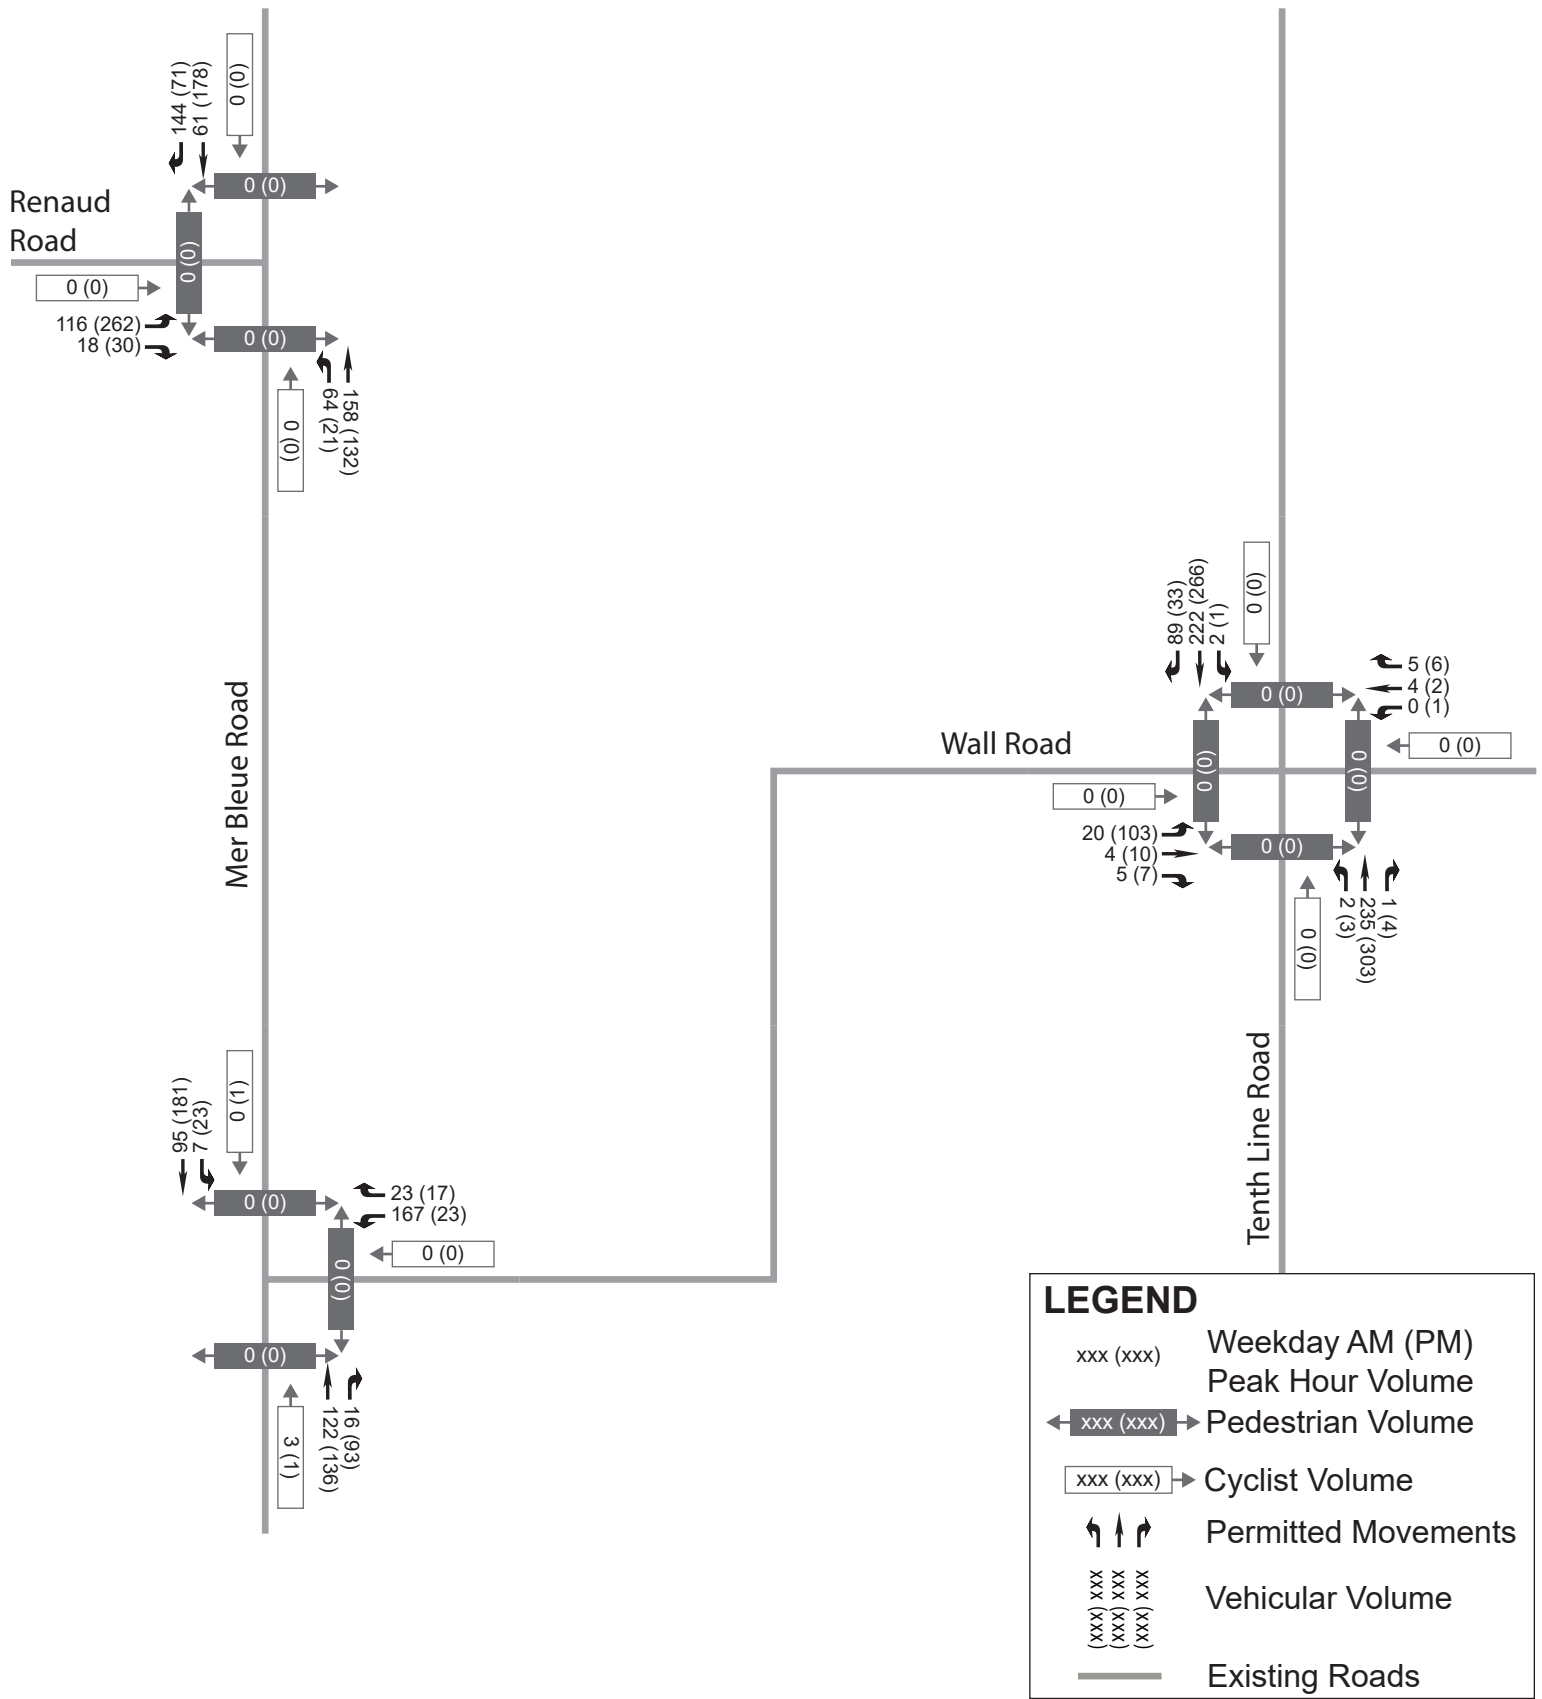 144 (71)
61 (178)
0 (0)
0 (0)
Renaud
Road
0 (0)
0 (0)
116 (262)
18 (30)
0 (0)
64 (21)
158 (132)
0 (0)
Mer Bleue Road
89 (33)
222 (266)
2 (1)
0 (0)
5 (6)
4 (2)
0 (1)
0 (0)
0 (0)
Wall Road
0 (0)
0 (0)
0 (0)
20 (103)
4 (10)
5 (7)
0 (0)
2 (3)
235 (303)
1 (4)
0 (0)
Tenth Line Road
95 (181)
7 (23)
0 (1)
0 (0)
23 (17)
167 (23)
0 (0)
0 (0)
0 (0)
122 (136)
16 (93)
3 (1)
LEGEND
xxx (xxx)
Weekday AM (PM)
Peak Hour Volume
xxx (xxx)
Pedestrian Volume
xxx (xxx)
Cyclist Volume
Permitted Movements
xxx (xxx)
xxx (xxx)
xxx (xxx)
Vehicular Volume
Existing Roads